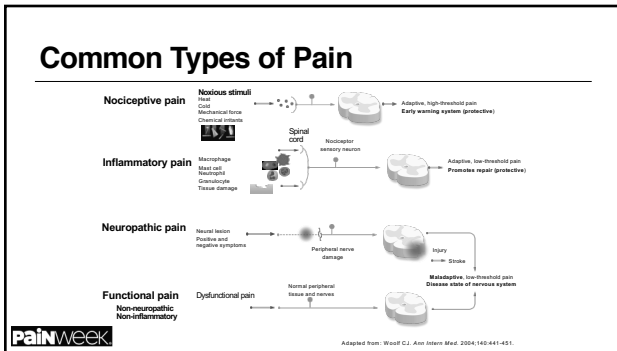 Common Types of Pain
Nociceptive pain
Noxious stimuli
Heat
Cold
Mechanical force
Chemical irritants
Adaptive, high-threshold pain
Early warning system (protective)
Spinal
cord
Nociceptor
sensory neuron
Inflammatory pain
Macrophage
Mast cell
Neutrophil
Granulocyte
Tissue damage
Adaptive, low-threshold pain
Promotes repair (protective)
Neuropathic pain
Neural lesion
Positive and
negative symptoms
Peripheral nerve
damage
Injury
Stroke
Maladaptive, low-threshold pain
Disease state of nervous system
Functional pain
Non-neuropathic
Non-inflammatory
Dysfunctional pain
Normal peripheral
tissue and nerves
PAINWEEK.
Adapted from: Woolf CJ. Ann Intern Med. 2004;140:441-451.